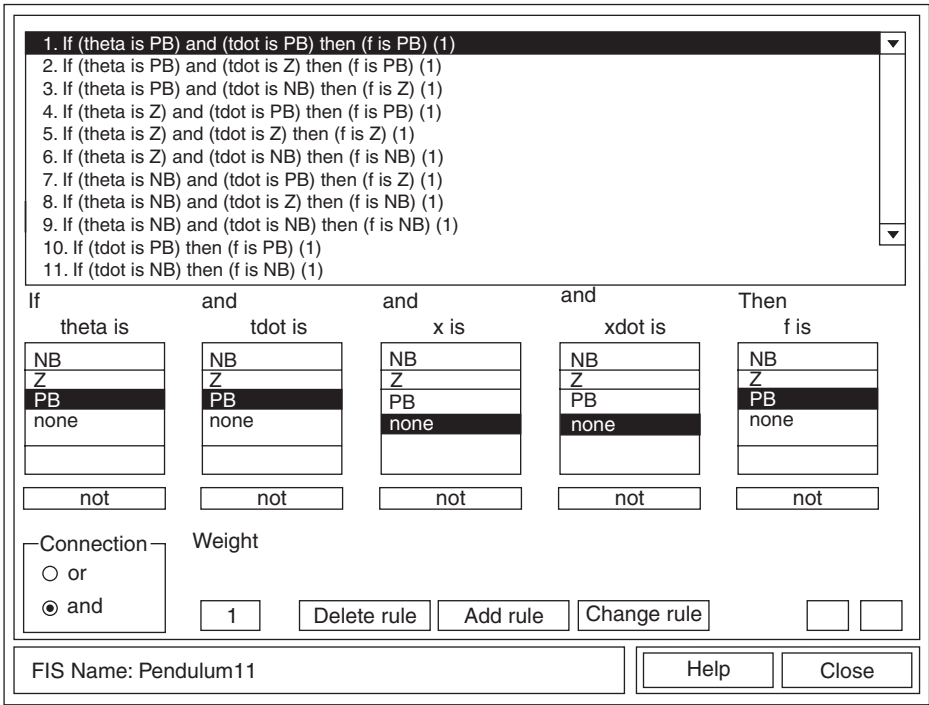 1. If (theta is PB) and (tdot is PB) then (f is PB) (1)
2. If (theta is PB) and (tdot is Z) then (f is PB) (1)
3. If (theta is PB) and (tdot is NB) then (f is Z) (1)
4. If (theta is Z) and (tdot is PB) then (f is PB) (1)
5. If (theta is Z) and (tdot is Z) then (f is Z) (1)
6. If (theta is Z) and (tdot is NB) then (f is NB) (1)
7. If (theta is NB) and (tdot is PB) then (f is Z) (1)
8. If (theta is NB) and (tdot is Z) then (f is NB) (1)
9. If (theta is NB) and (tdot is NB) then (f is NB) (1)
10. If (tdot is PB) then (f is PB) (1)
11. If (tdot is NB) then (f is NB) (1)
If and and and Then
theta is tdot is x is xdot is f is
NB NB NB NB NB
Z Z Z Z Z
PB PB PB PB PB
none none none none none
not not not not not
Connection Weight
or
and 1 Delete rule Add rule Change rule
FIS Name: Pendulum11 Help Close